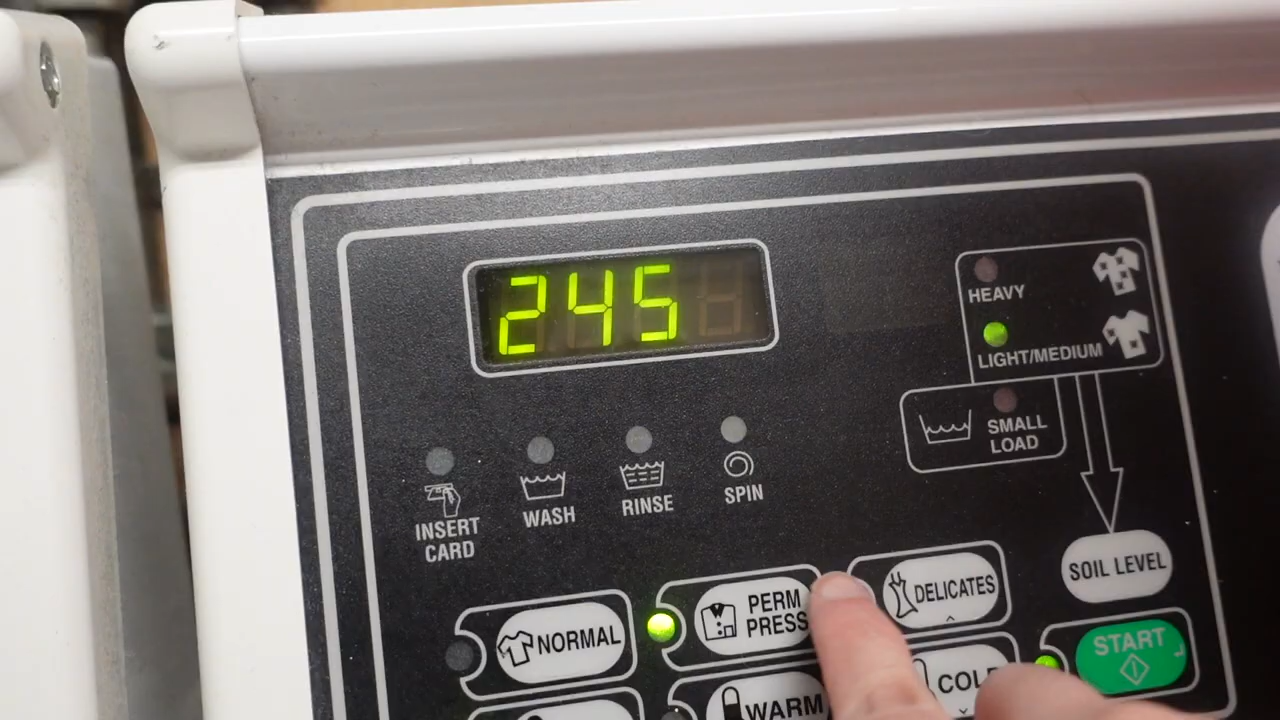 245
HEAVY
LIGHT/MEDIUM
SMALL
LOAD
INSERT
CARD
WASH
RINSE
SPIN
SOIL LEVEL
NORMAL
PERM
PRESS
DELICATES
WARM
START